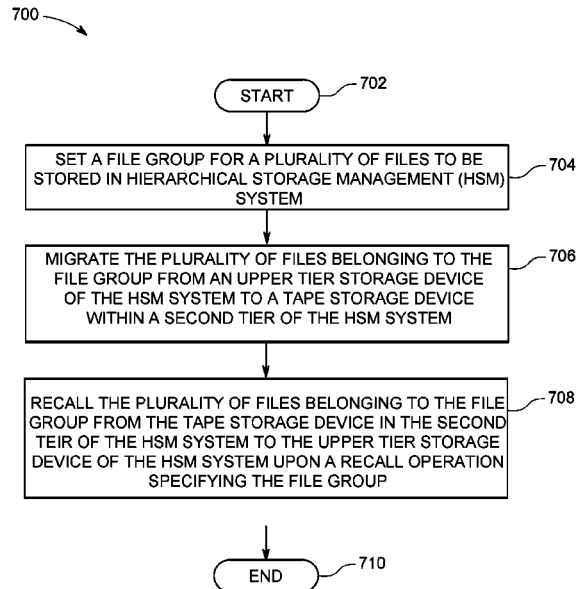 700
START
702
SET A FILE GROUP FOR A PLURALITY OF FILES TO BE
STORED IN HIERARCHICAL STORAGE MANAGEMENT (HSM)
SYSTEM
704
MIGRATE THE PLURALITY OF FILES BELONGING TO THE
FILE GROUP FROM AN UPPER TIER STORAGE DEVICE
OF THE HSM SYSTEM TO A TAPE STORAGE DEVICE
WITHIN A SECOND TIER OF THE HSM SYSTEM
706
RECALL THE PLURALITY OF FILES BELONGING TO THE FILE
GROUP FROM THE TAPE STORAGE DEVICE IN THE SECOND
TEIR OF THE HSM SYSTEM TO THE UPPER TIER STORAGE
DEVICE OF THE HSM SYSTEM UPON A RECALL OPERATION
SPECIFYING THE FILE GROUP
708
END
710